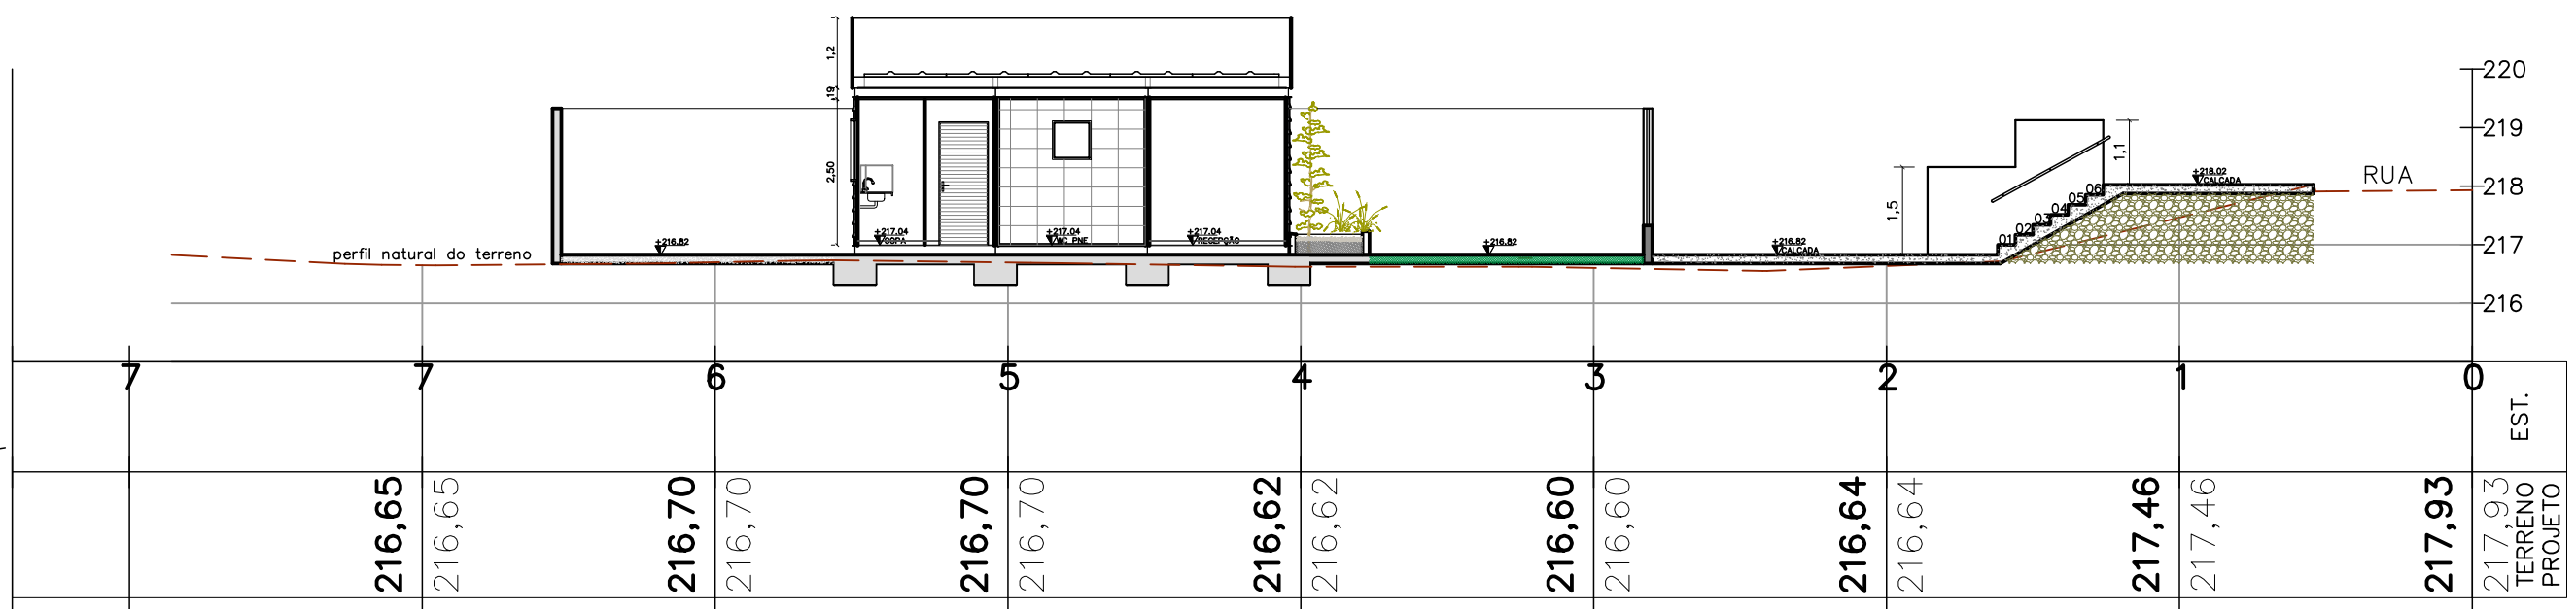 1,2
19
2,50
220
219
218
217
216
RUA
1,1
1,5
+218.02
CALCADA
06
05
04
03
02
01
+217.04
COPA
+217.04
WC PNE
+217.04
RECEPÇÃO
perfil natural do terreno
+216.82
+216.82
+216.82
CALCADA
7 7 6 5 4 3 2 1 0
EST.
216,65 216,70 216,70 216,62 216,60 216,64 217,46 217,93
216,65 216,70 216,70 216,62 216,60 216,64 217,46 217,93
TERRENO
PROJETO